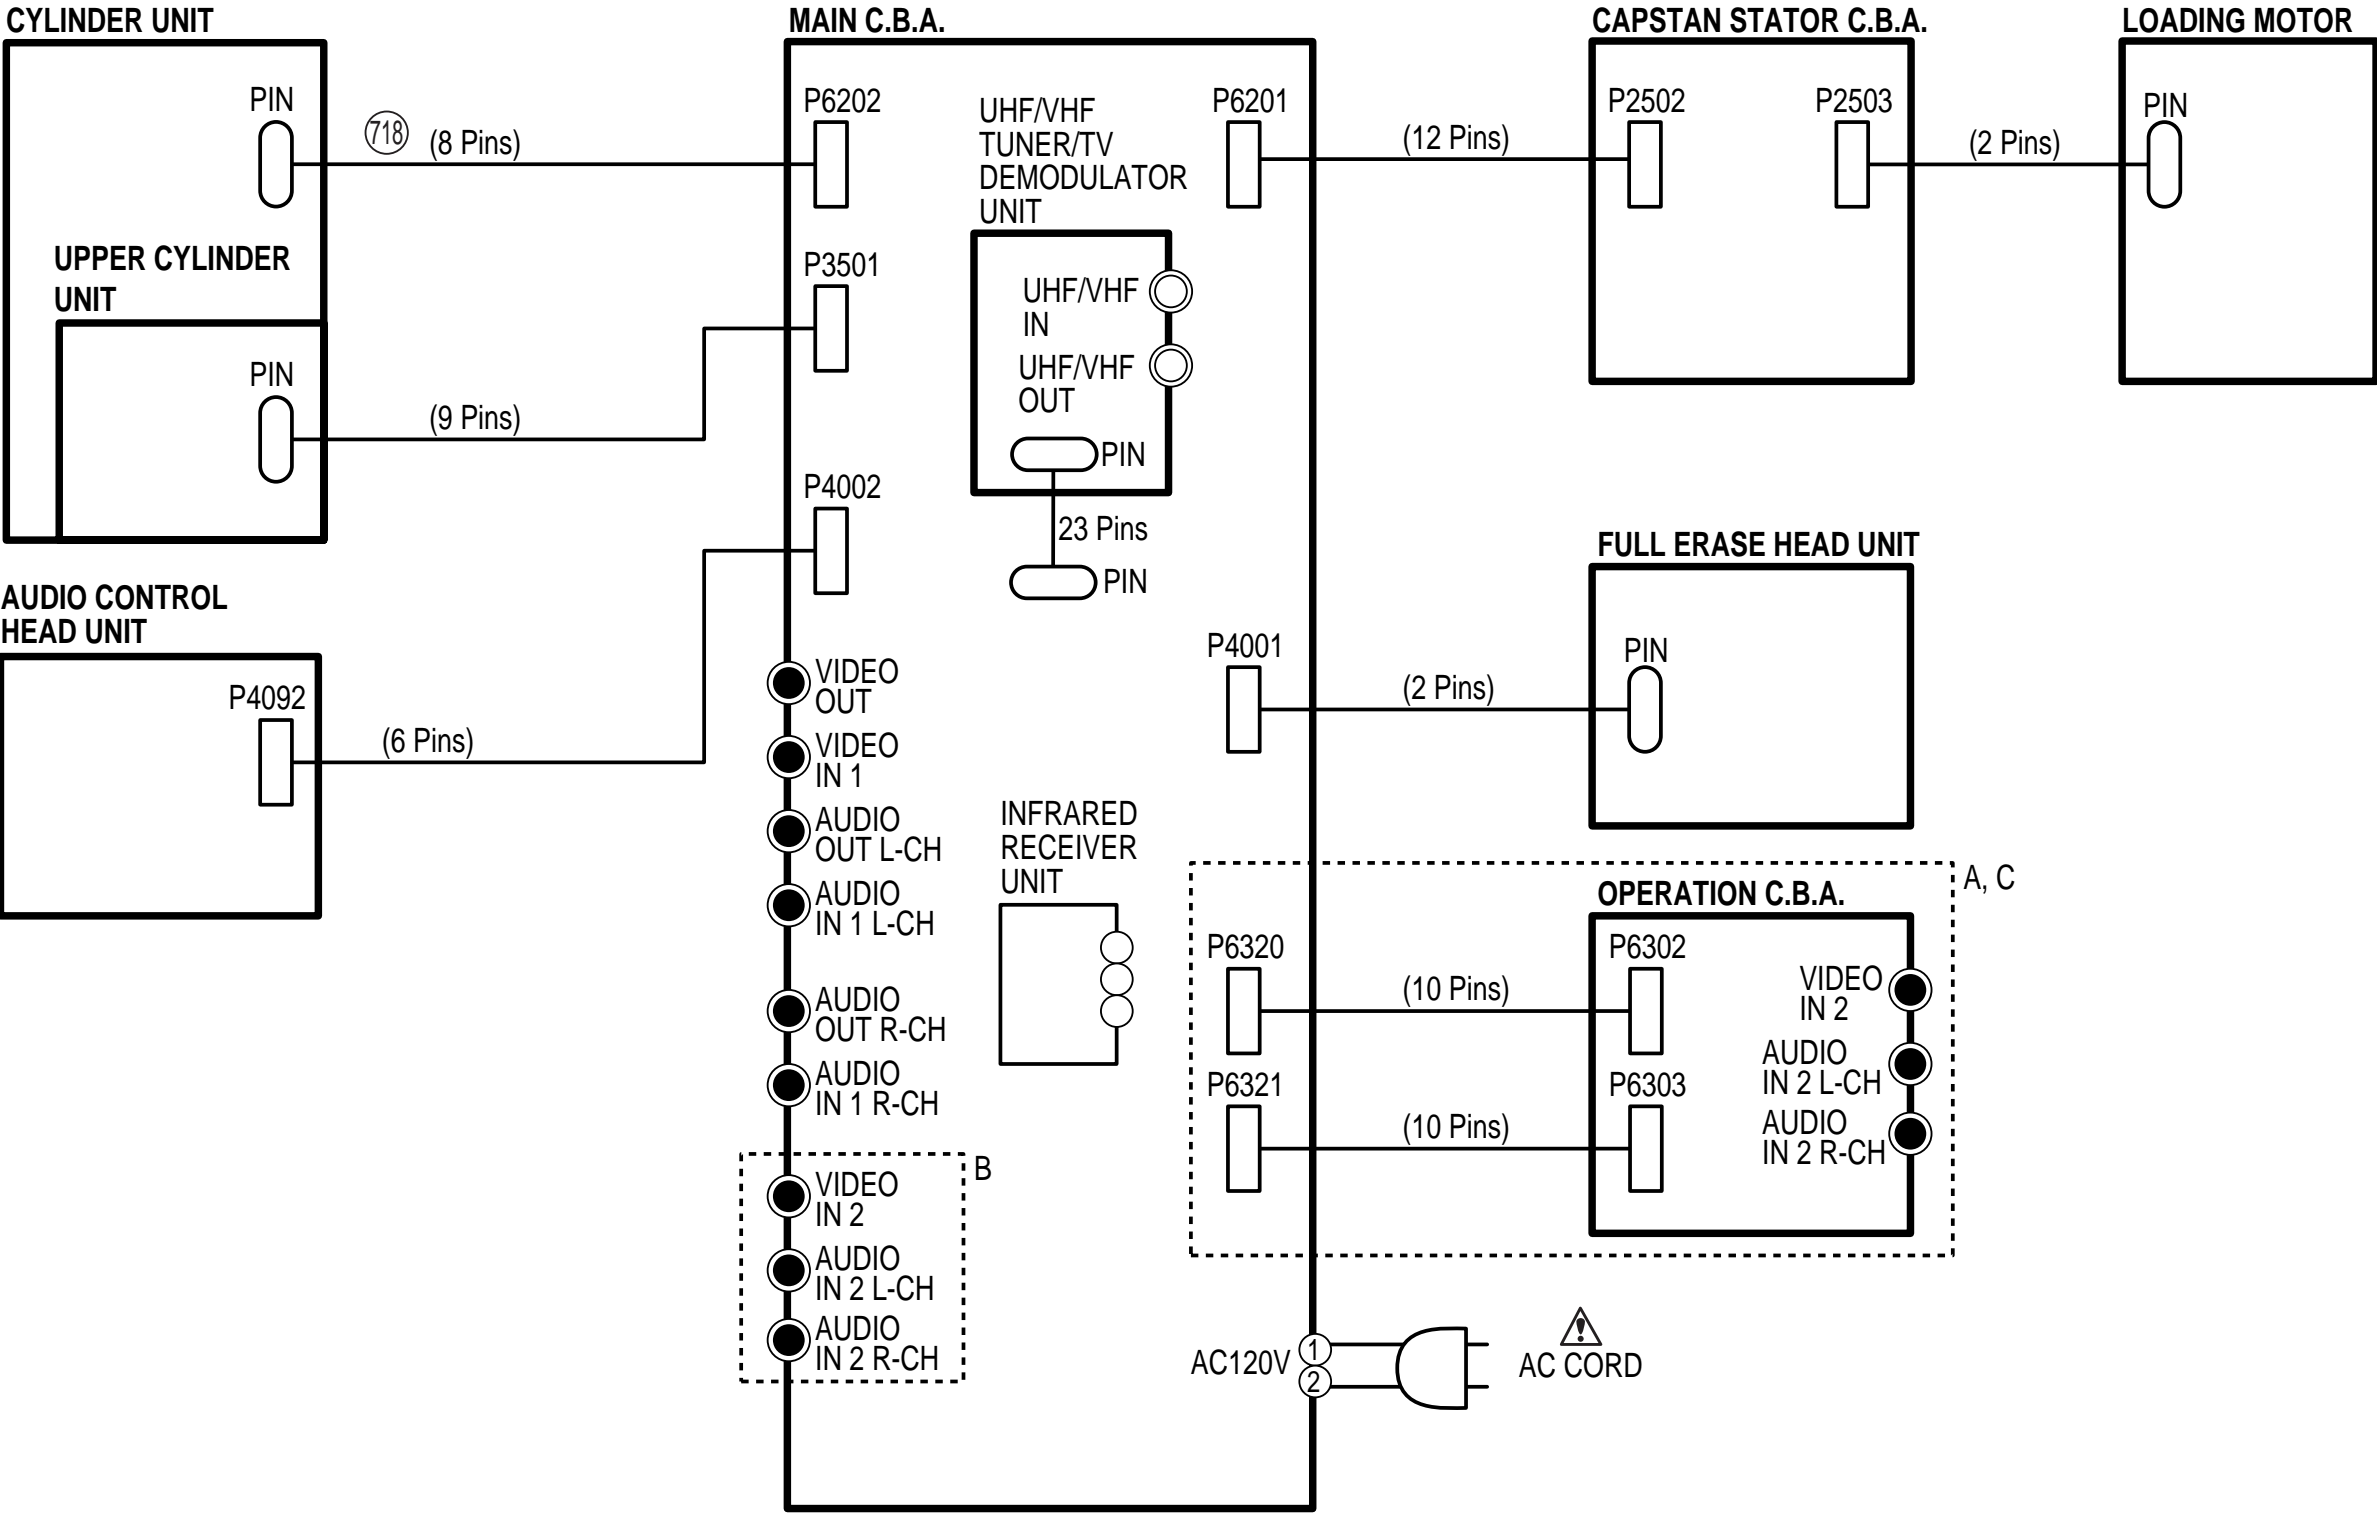 CYLINDER UNIT
PIN
718
(8 Pins)
UPPER CYLINDER
UNIT
PIN
(9 Pins)
AUDIO CONTROL
HEAD UNIT
P4092
(6 Pins)
MAIN C.B.A.
P6202
P3501
P4002
UHF/VHF
TUNER/TV
DEMODULATOR
UNIT
UHF/VHF
IN
UHF/VHF
OUT
PIN
23 Pins
PIN
VIDEO
OUT
VIDEO
IN 1
AUDIO
OUT L-CH
AUDIO
IN 1 L-CH
AUDIO
OUT R-CH
AUDIO
IN 1 R-CH
B
VIDEO
IN 2
AUDIO
IN 2 L-CH
AUDIO
IN 2 R-CH
INFRARED
RECEIVER
UNIT
P6201
(12 Pins)
CAPSTAN STATOR C.B.A.
P2502
P2503
(2 Pins)
LOADING MOTOR
PIN
P4001
(2 Pins)
FULL ERASE HEAD UNIT
PIN
A, C
OPERATION C.B.A.
P6320
(10 Pins)
P6302
P6321
(10 Pins)
P6303
VIDEO
IN 2
AUDIO
IN 2 L-CH
AUDIO
IN 2 R-CH
AC120V
1
2
!
AC CORD